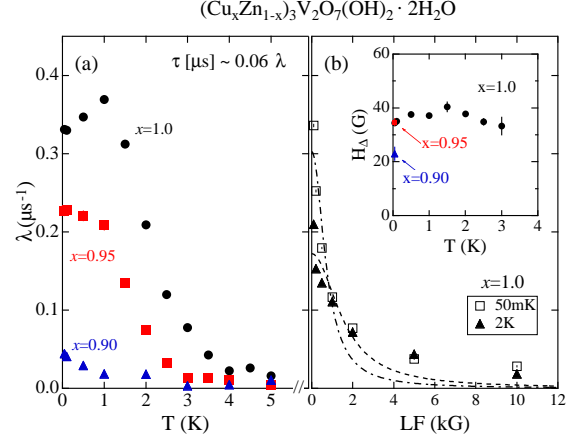 (CuxZn1-x)3V2O7(OH)2 · 2H2O
(a)
τ [μs] ~ 0.06 λ
x=1.0
x=0.95
x=0.90
0.4
0.3
0.2
0.1
0.0
λ (μs-1)
0 1 2 3 4 5
T (K)
//
(b)
x=1.0
x=0.95
x=0.90
60
40
20
0
HΔ (G)
0 1 2 3 4
T (K)
x=1.0
50mK
2K
0 2 4 6 8 10 12
LF (kG)